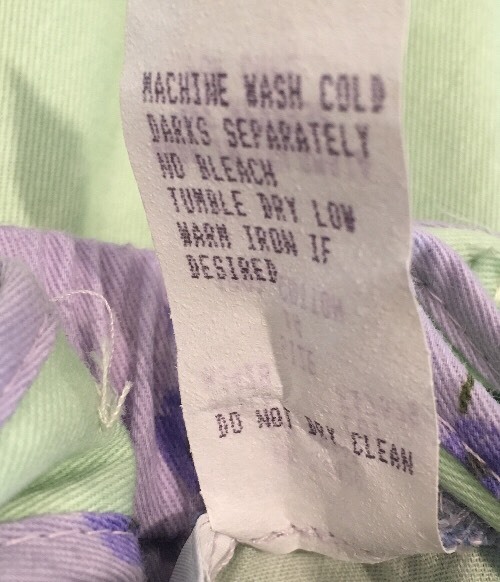 MACHINE WASH COLD
DARKS SEPARATELY
NO BLEACH
TUMBLE DRY LOW
WARM IRON IF
DESIRED
DO NOT DRY CLEAN